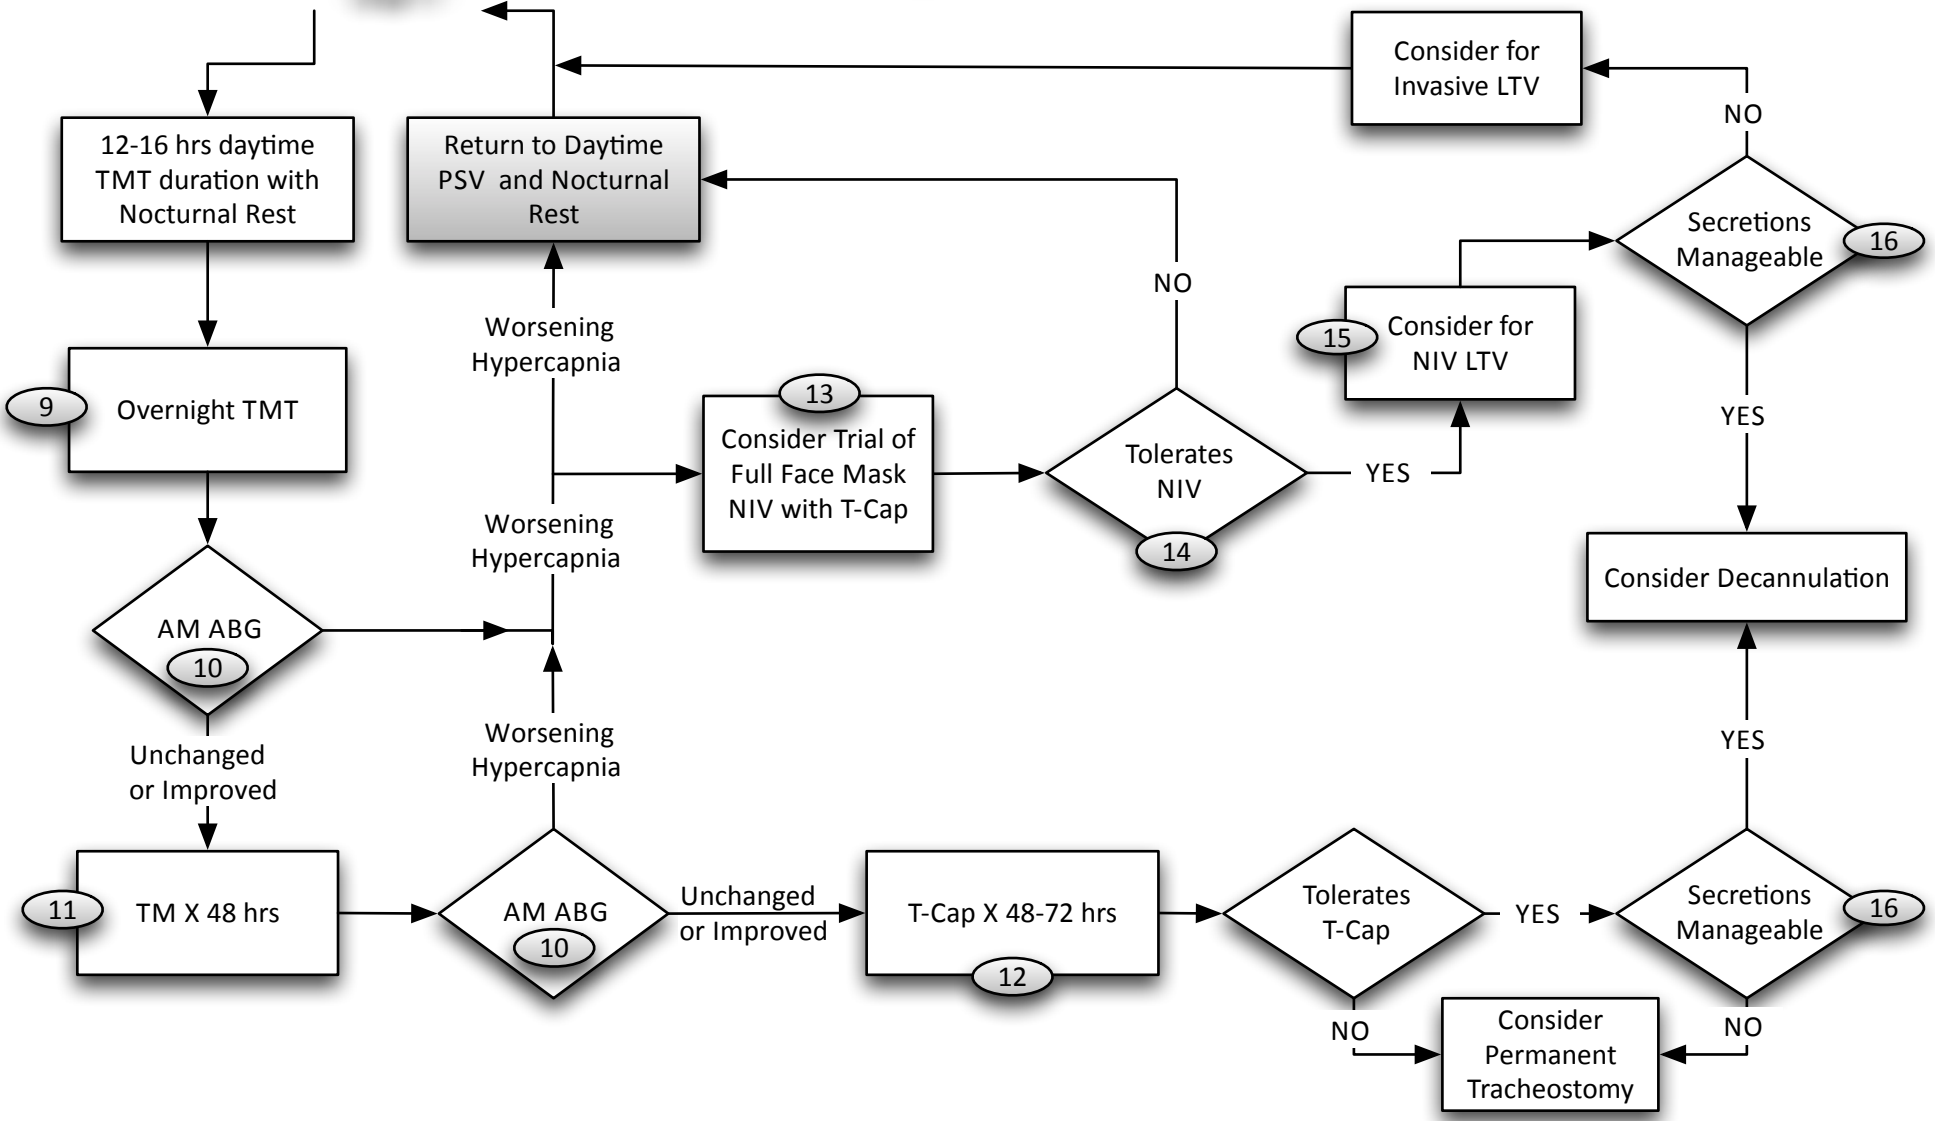 Consider for
Invasive LTV
NO
12-16 hrs daytime
TMT duration with
Nocturnal Rest
Return to Daytime
PSV and Nocturnal
Rest
Secretions
Manageable
16
NO
Worsening
Hypercapnia
15
Consider for
NIV LTV
9
Overnight TMT
13
Consider Trial of
Full Face Mask
NIV with T-Cap
Tolerates
NIV
14
YES
YES
Worsening
Hypercapnia
Consider Decannulation
AM ABG
10
Worsening
Hypercapnia
YES
Unchanged
or Improved
11
TM X 48 hrs
AM ABG
10
Unchanged
or Improved
T-Cap X 48-72 hrs
12
Tolerates
T-Cap
YES
Secretions
Manageable
16
NO
Consider
Permanent
Tracheostomy
NO